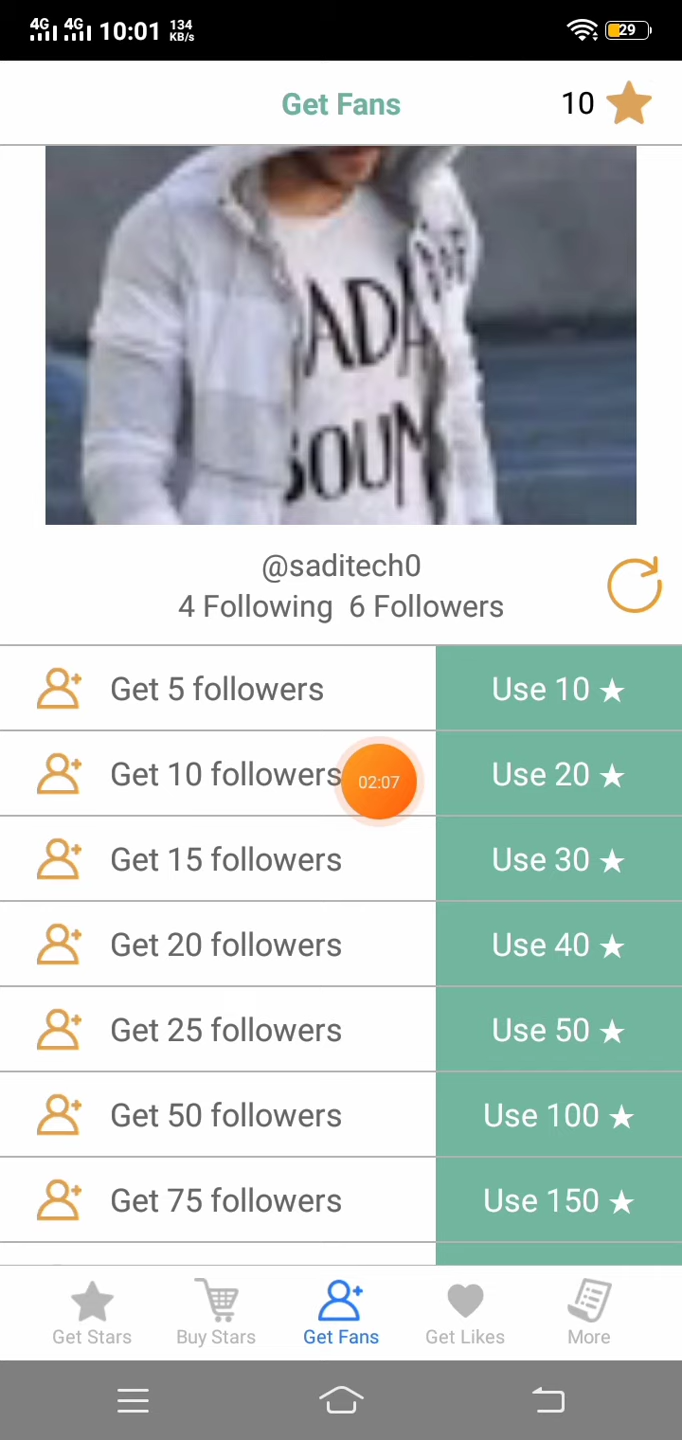 4G 4G 10:01 134 KB/s 29
Get Fans 10
ADA
SOUN
@saditech0
4 Following 6 Followers
Get 5 followers Use 10 ★
Get 10 followers 02:07 Use 20 ★
Get 15 followers Use 30 ★
Get 20 followers Use 40 ★
Get 25 followers Use 50 ★
Get 50 followers Use 100 ★
Get 75 followers Use 150 ★
Get Stars Buy Stars Get Fans Get Likes More